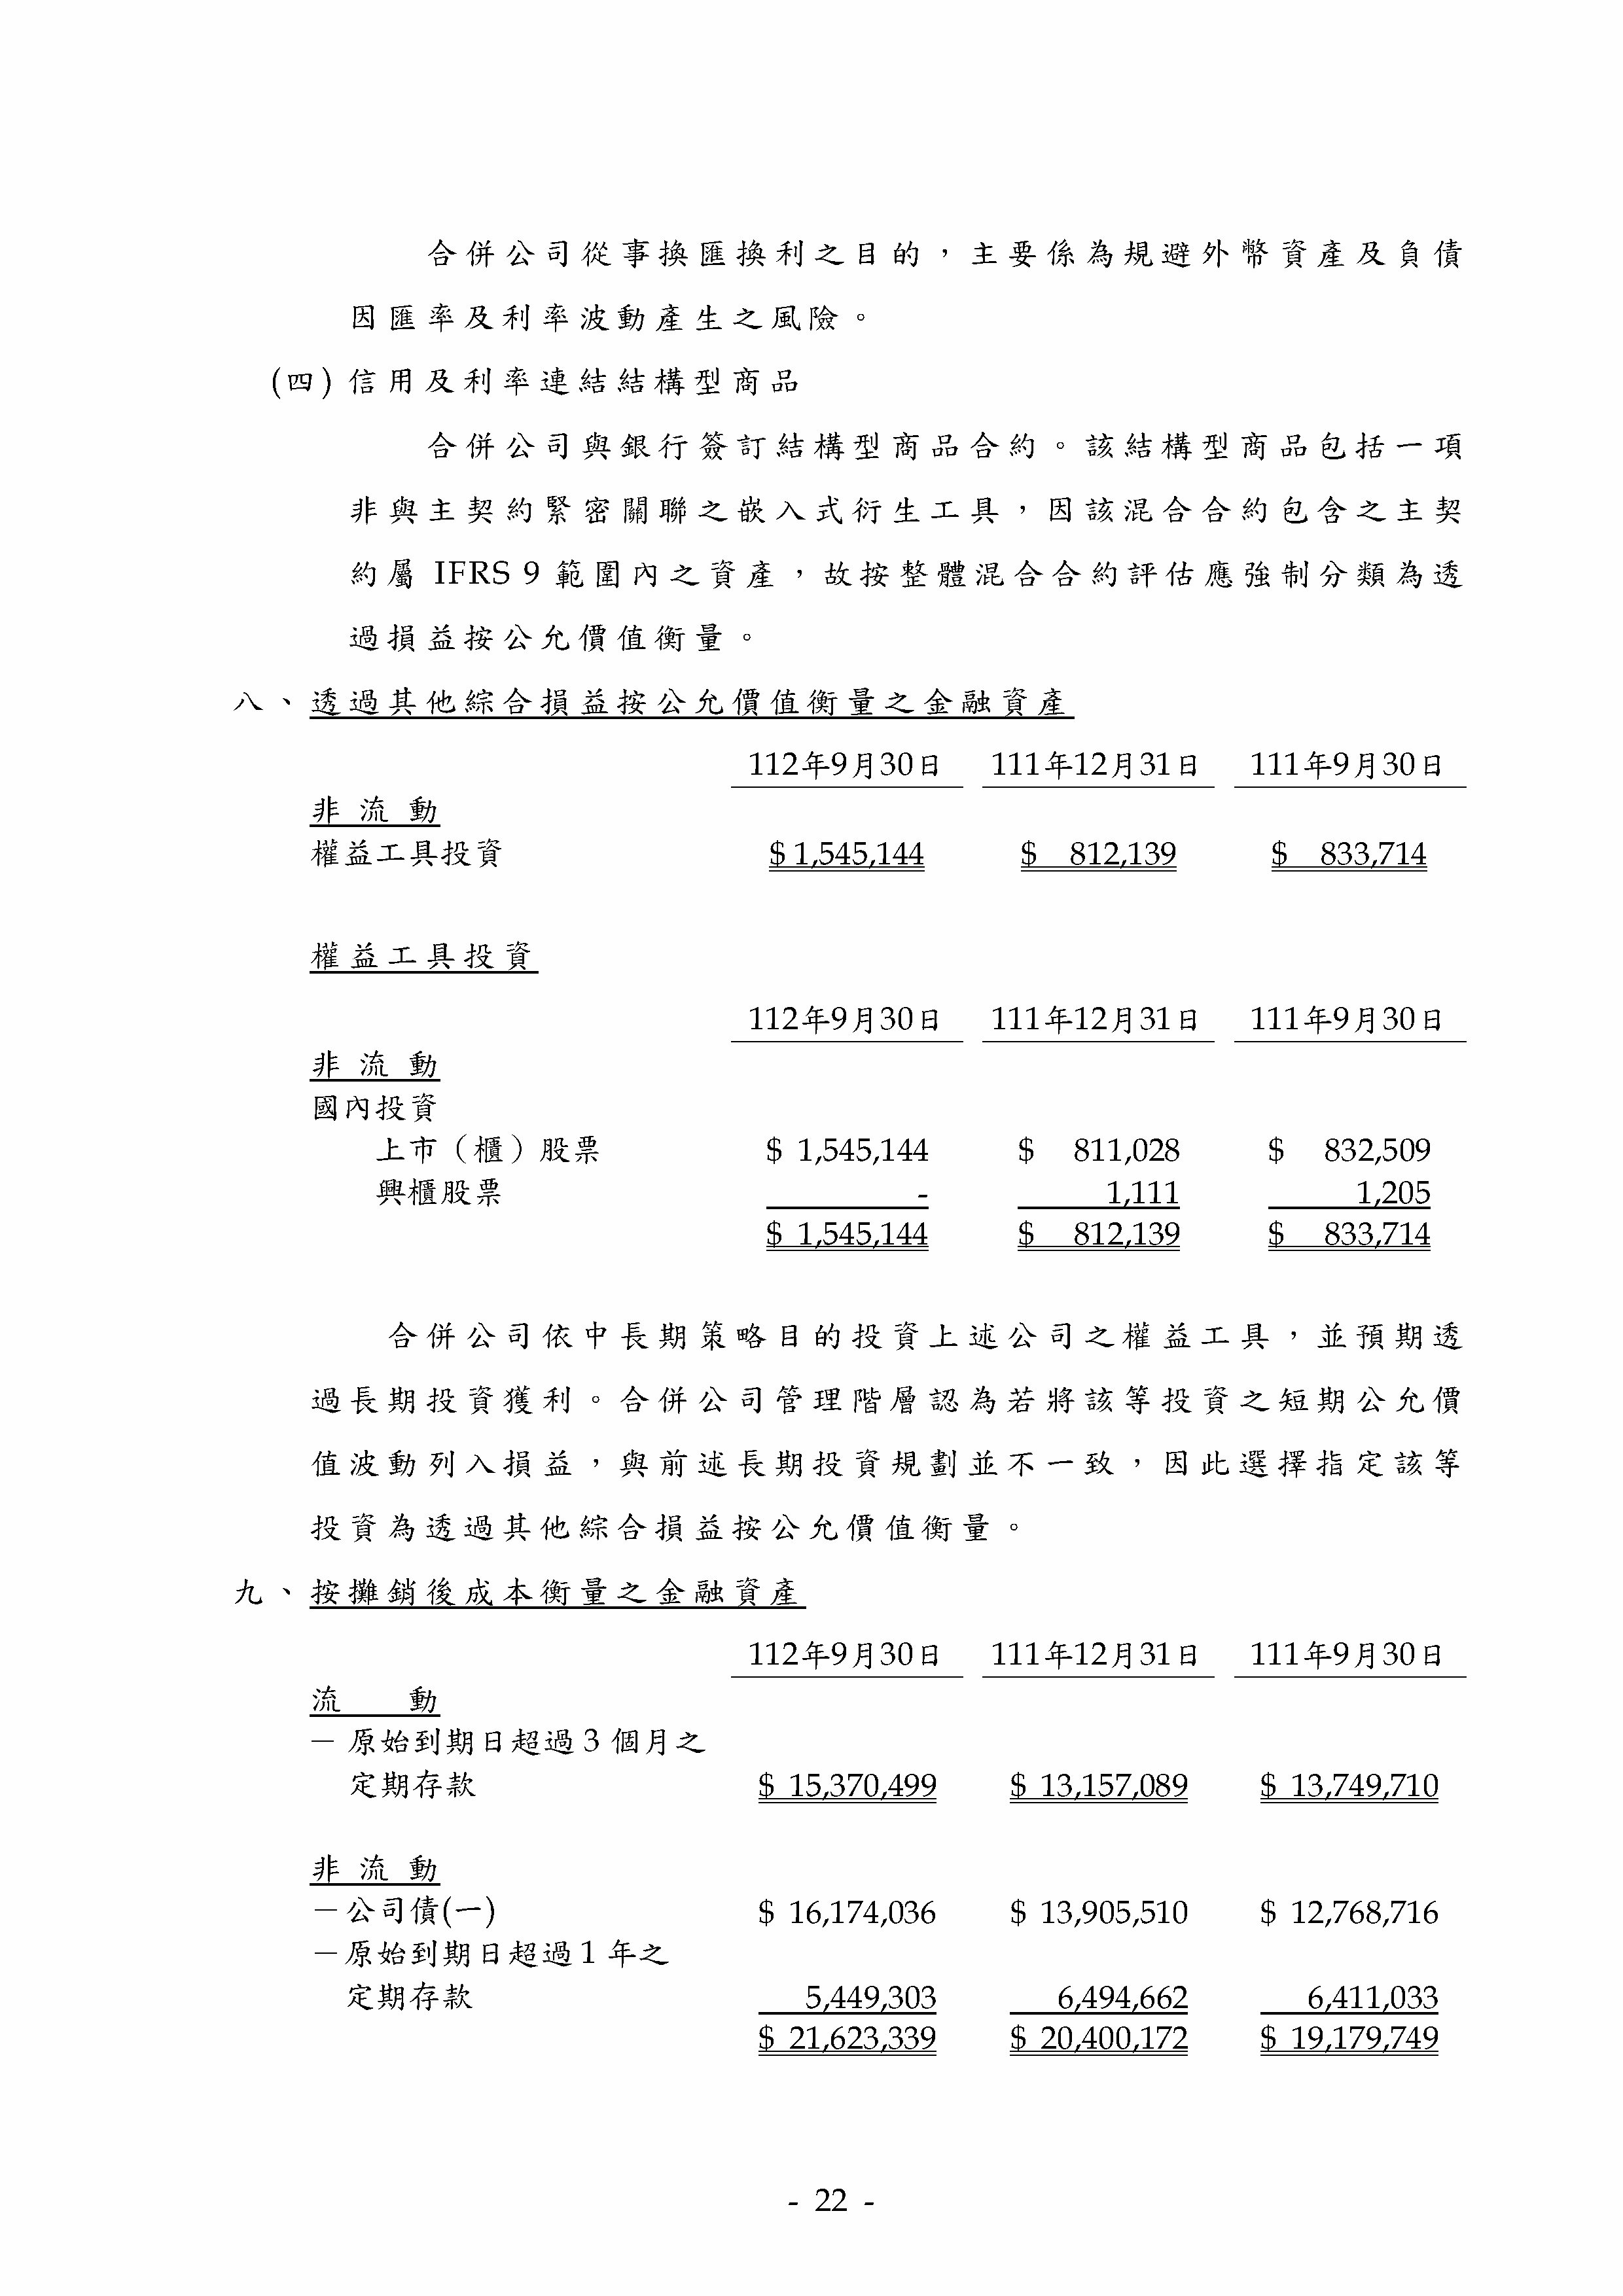 合併公司從事換匯換利之目的，主要係為規避外幣資產及負債
因匯率及利率波動產生之風險。
(四) 信用及利率連結結構型商品
合併公司與銀行簽訂結構型商品合約。該結構型商品包括一項
非與主契約緊密關聯之嵌入式衍生工具，因該混合合約包含之主契
約屬 IFRS 9 範圍內之資產，故按整體混合合約評估應強制分類為透
過損益按公允價值衡量。
八、透過其他綜合損益按公允價值衡量之金融資產
112年9月30日 111年12月31日 111年9月30日
非 流 動
權益工具投資 $ 1,545,144 $ 812,139 $ 833,714
權益工具投資
112年9月30日 111年12月31日 111年9月30日
非 流 動
國內投資
上市（櫃）股票 $ 1,545,144 $ 811,028 $ 832,509
興櫃股票 - 1,111 1,205
$ 1,545,144 $ 812,139 $ 833,714
合併公司依中長期策略目的投資上述公司之權益工具，並預期透
過長期投資獲利。合併公司管理階層認為若將該等投資之短期公允價
值波動列入損益，與前述長期投資規劃並不一致，因此選擇指定該等
投資為透過其他綜合損益按公允價值衡量。
九、按攤銷後成本衡量之金融資產
112年9月30日 111年12月31日 111年9月30日
流 動
－ 原始到期日超過 3 個月之
定期存款 $ 15,370,499 $ 13,157,089 $ 13,749,710
非 流 動
－公司債(一) $ 16,174,036 $ 13,905,510 $ 12,768,716
－原始到期日超過 1 年之
定期存款 5,449,303 6,494,662 6,411,033
$ 21,623,339 $ 20,400,172 $ 19,179,749
- 22 -